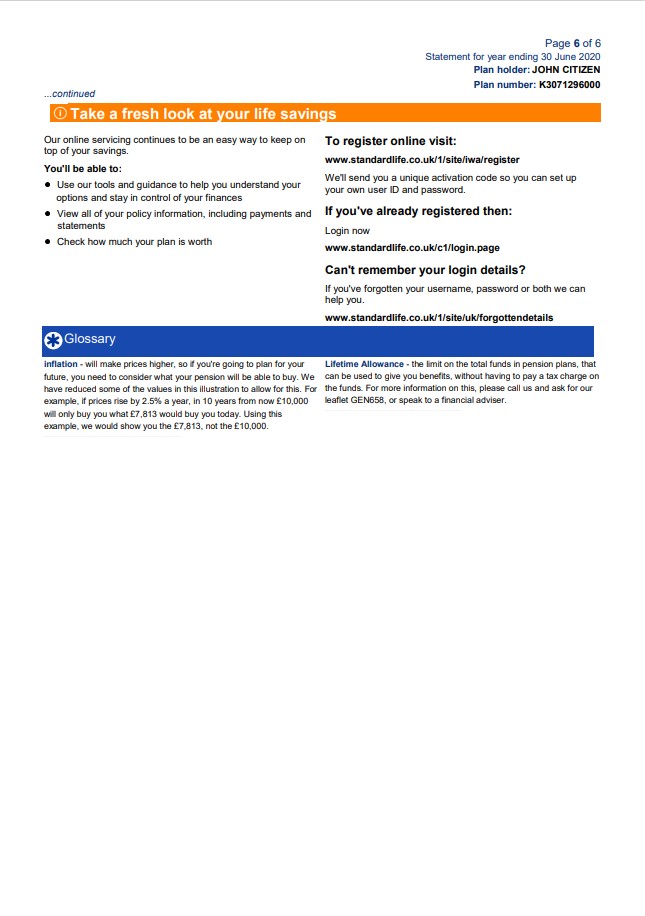 Page 6 of 6
Statement for year ending 30 June 2020
Plan holder: JOHN CITIZEN
Plan number: K3071296000
...continued
Take a fresh look at your life savings
Our online servicing continues to be an easy way to keep on
top of your savings.
You'll be able to:
● Use our tools and guidance to help you understand your
options and stay in control of your finances
● View all of your policy information, including payments and
statements
● Check how much your plan is worth
To register online visit:
www.standardlife.co.uk/1/site/iwa/register
We'll send you a unique activation code so you can set up
your own user ID and password.
If you've already registered then:
Login now
www.standardlife.co.uk/c1/login.page
Can't remember your login details?
If you've forgotten your username, password or both we can
help you.
www.standardlife.co.uk/1/site/uk/forgottendetails
Glossary
inflation - will make prices higher, so if you're going to plan for your
future, you need to consider what your pension will be able to buy. We
have reduced some of the values in this illustration to allow for this. For
example, if prices rise by 2.5% a year, in 10 years from now £10,000
will only buy you what £7,813 would buy you today. Using this
example, we would show you the £7,813, not the £10,000.
Lifetime Allowance - the limit on the total funds in pension plans, that
can be used to give you benefits, without having to pay a tax charge on
the funds. For more information on this, please call us and ask for our
leaflet GEN658, or speak to a financial adviser.